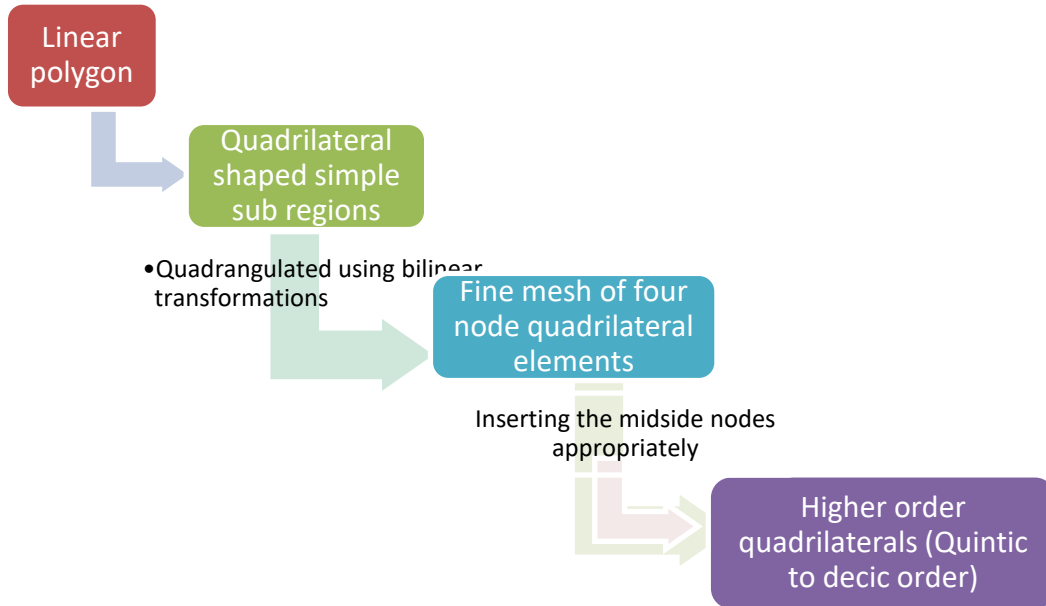 Linear
polygon
Quadrilateral
shaped simple
sub regions
•Quadrangulated using bilinear
transformations
Fine mesh of four
node quadrilateral
elements
Inserting the midside nodes
appropriately
Higher order
quadrilaterals (Quintic
to decic order)